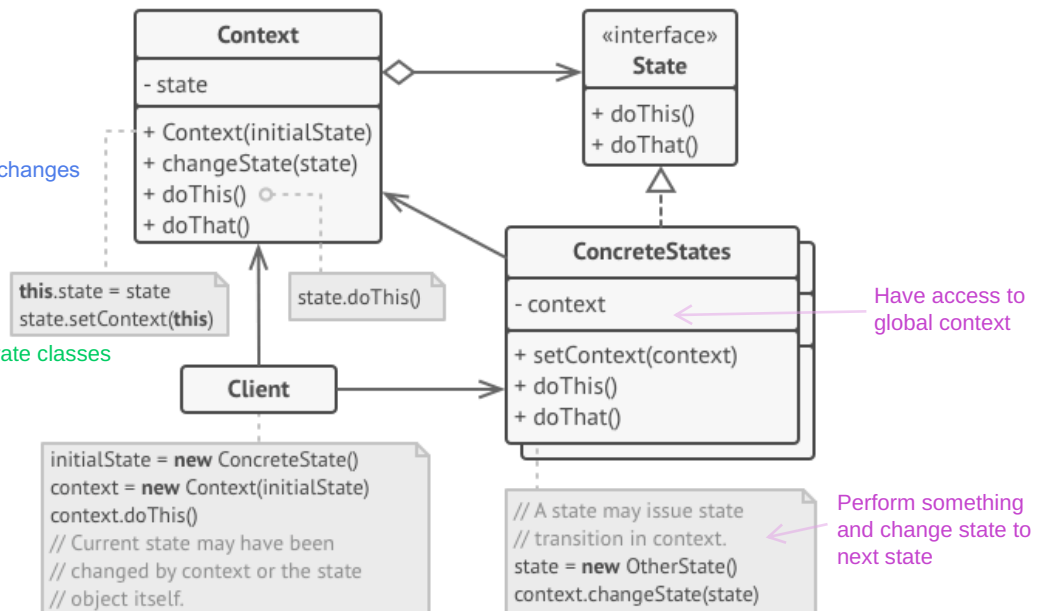 Context
- state
+ Context(initialState)
+ changeState(state)
+ doThis()
+ doThat()
«interface»
State
+ doThis()
+ doThat()
changes
this.state = state
state.setContext(this)
state.doThis()
ate classes
Client
ConcreteStates
- context
+ setContext(context)
+ doThis()
+ doThat()
Have access to
global context
initialState = new ConcreteState()
context = new Context(initialState)
context.doThis()
// Current state may have been
// changed by context or the state
// object itself.
// A state may issue state
// transition in context.
state = new OtherState()
context.changeState(state)
Perform something
and change state to
next state